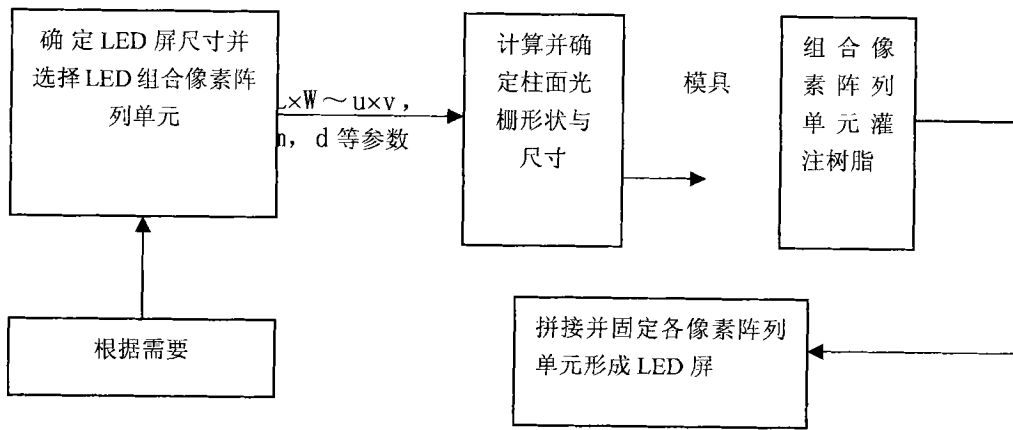 确定LED屏尺寸并
选择LED组合像素阵
列单元
×W～u×v，
n，d等参数
计算并确
定柱面光
栅形状与
尺寸
模具
组合像
素阵列
单元灌
注树脂
根据需要
拼接并固定各像素阵列
单元形成LED屏